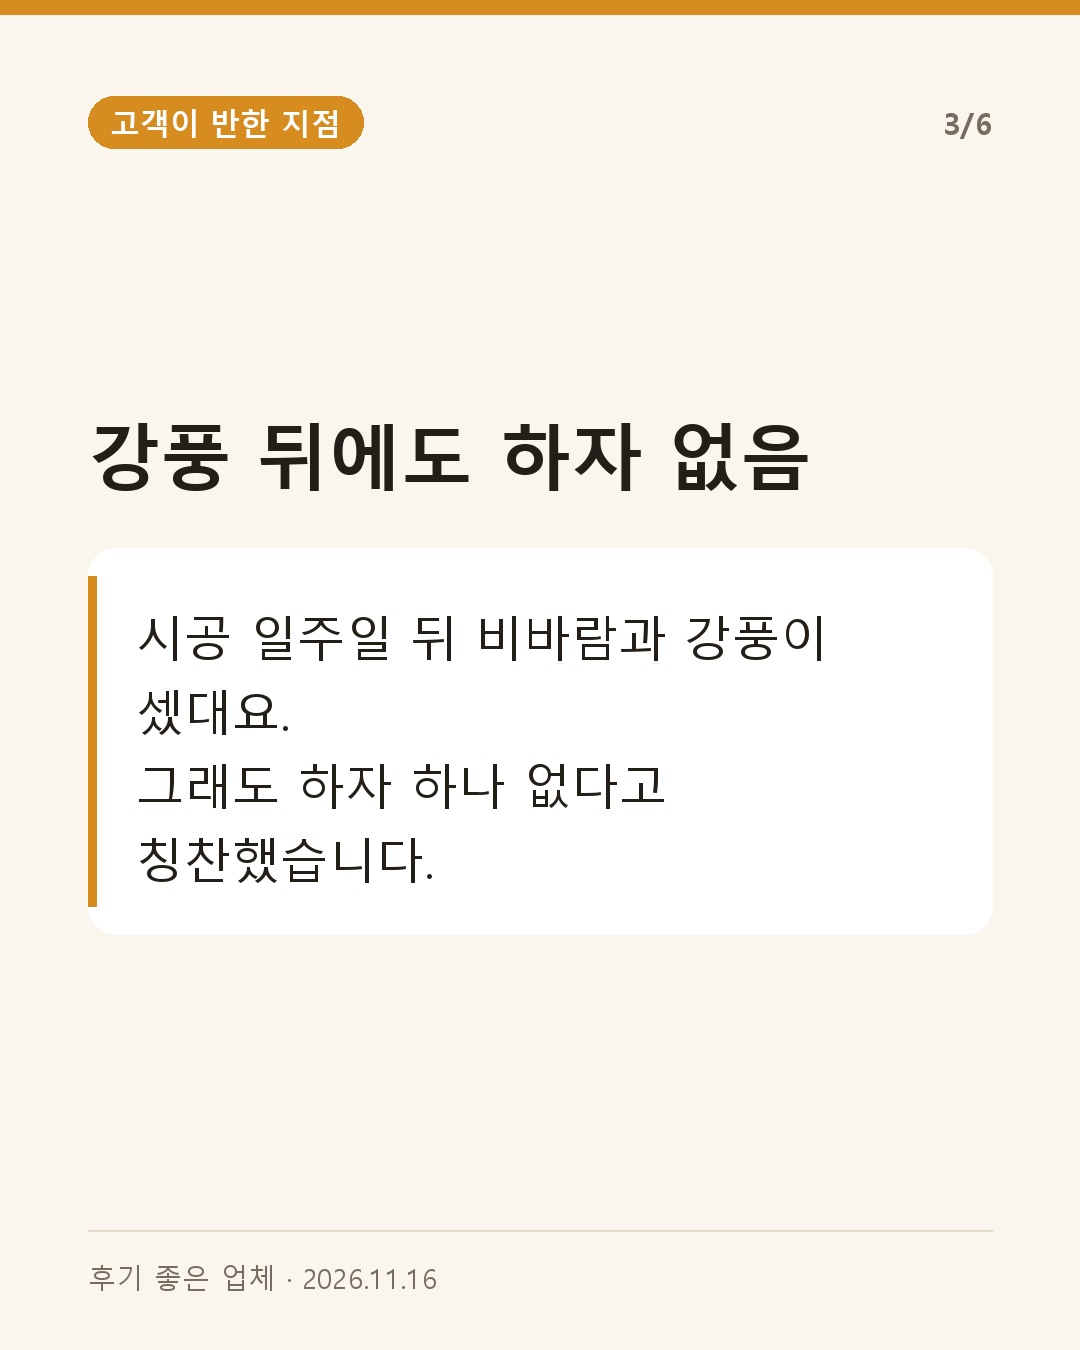 고객이 반한 지점
3/6
강풍 뒤에도 하자 없음
시공 일주일 뒤 비바람과 강풍이
셌대요.
그래도 하자 하나 없다고
칭찬했습니다.
후기 좋은 업체 · 2026.11.16